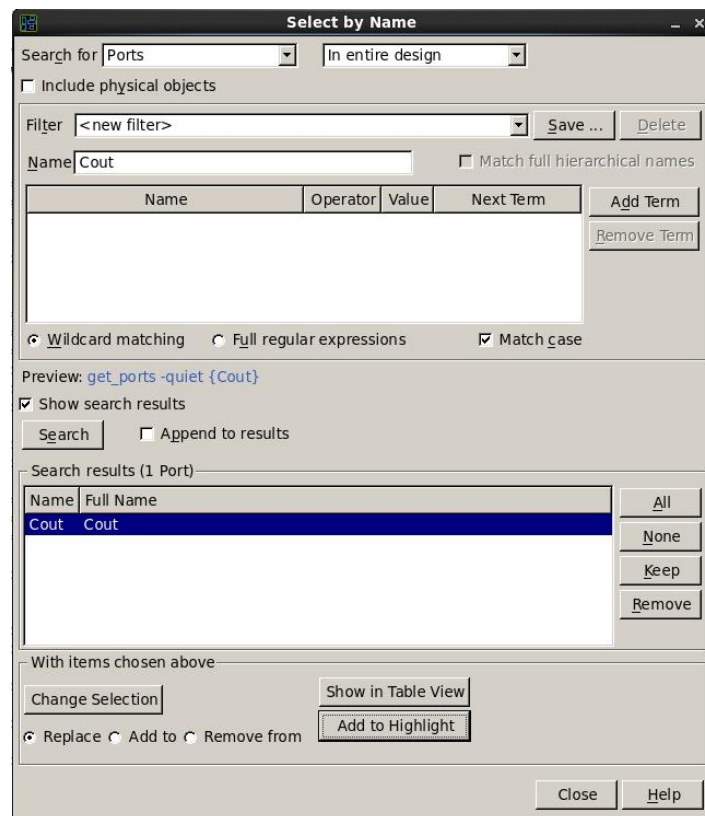 Select by Name
Search for Ports In entire design
Include physical objects
Filter <new filter> Save ... Delete
Name Cout Match full hierarchical names
Name Operator Value Next Term Add Term
Remove Term
Wildcard matching Full regular expressions Match case
Preview: get_ports -quiet {Cout}
Show search results
Search Append to results
Search results (1 Port)
Name Full Name All
Cout Cout
None
Keep
Remove
With items chosen above
Change Selection Show in Table View
Replace Add to Remove from Add to Highlight
Close Help